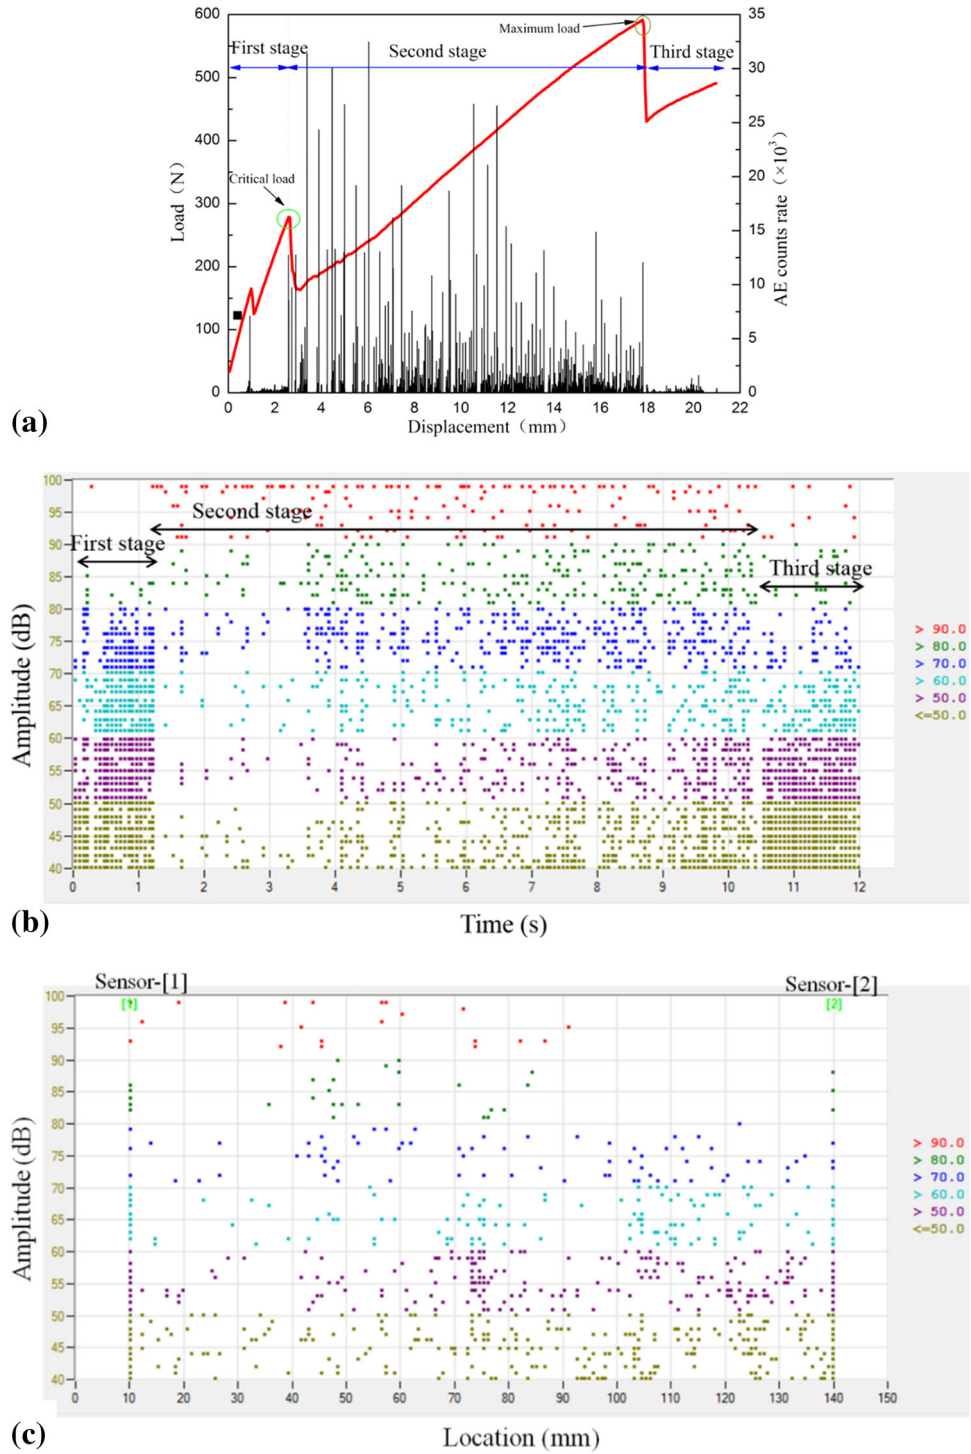 600
500
400
300
200
100
0
Load (N)
35
30
25
20
15
10
5
0
AE counts rate (×10³)
First stage
Second stage
Third stage
Maximum load
Critical load
0 2 4 6 8 10 12 14 16 18 20 22
Displacement (mm)
(a)
100
95
90
85
80
75
70
65
60
55
50
45
40
Amplitude (dB)
Second stage
First stage
Third stage
> 90.0
> 80.0
> 70.0
> 60.0
> 50.0
<=50.0
0 1 2 3 4 5 6 7 8 9 10 11 12
Time (s)
(b)
Sensor-[1]
Sensor-[2]
[1]
[2]
100
95
90
85
80
75
70
65
60
55
50
45
40
Amplitude (dB)
> 90.0
> 80.0
> 70.0
> 60.0
> 50.0
<=50.0
0 10 20 30 40 50 60 70 80 90 100 110 120 130 140 150
Location (mm)
(c)